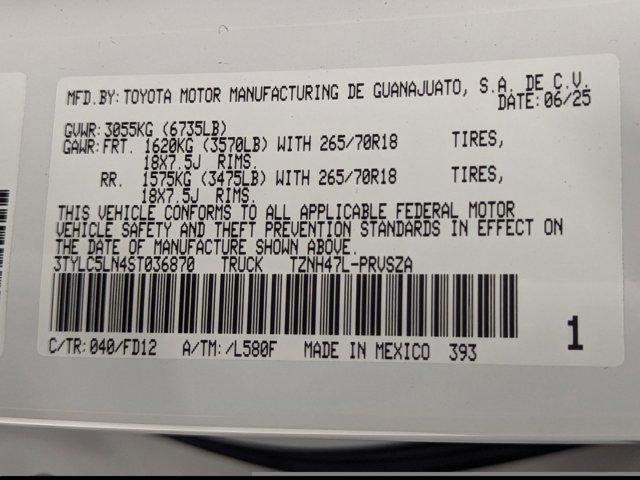 MFD.BY: TOYOTA MOTOR MANUFACTURING DE GUANAJUATO, S.A. DE C.V.
DATE: 06/25
GVWR: 3055KG (6735LB)
GAWR: FRT. 1620KG (3570LB) WITH 265/70R18 TIRES,
18X7.5J RIMS.
RR. 1575KG (3475LB) WITH 265/70R18 TIRES,
18X7.5J RIMS.
THIS VEHICLE CONFORMS TO ALL APPLICABLE FEDERAL MOTOR
VEHICLE SAFETY AND THEFT PREVENTION STANDARDS IN EFFECT ON
THE DATE OF MANUFACTURE SHOWN ABOVE.
3TYLC5LN4ST036870 TRUCK TZNH47L-PRVSZA
C/TR: 040/FD12 A/TM: /L580F MADE IN MEXICO 393 1